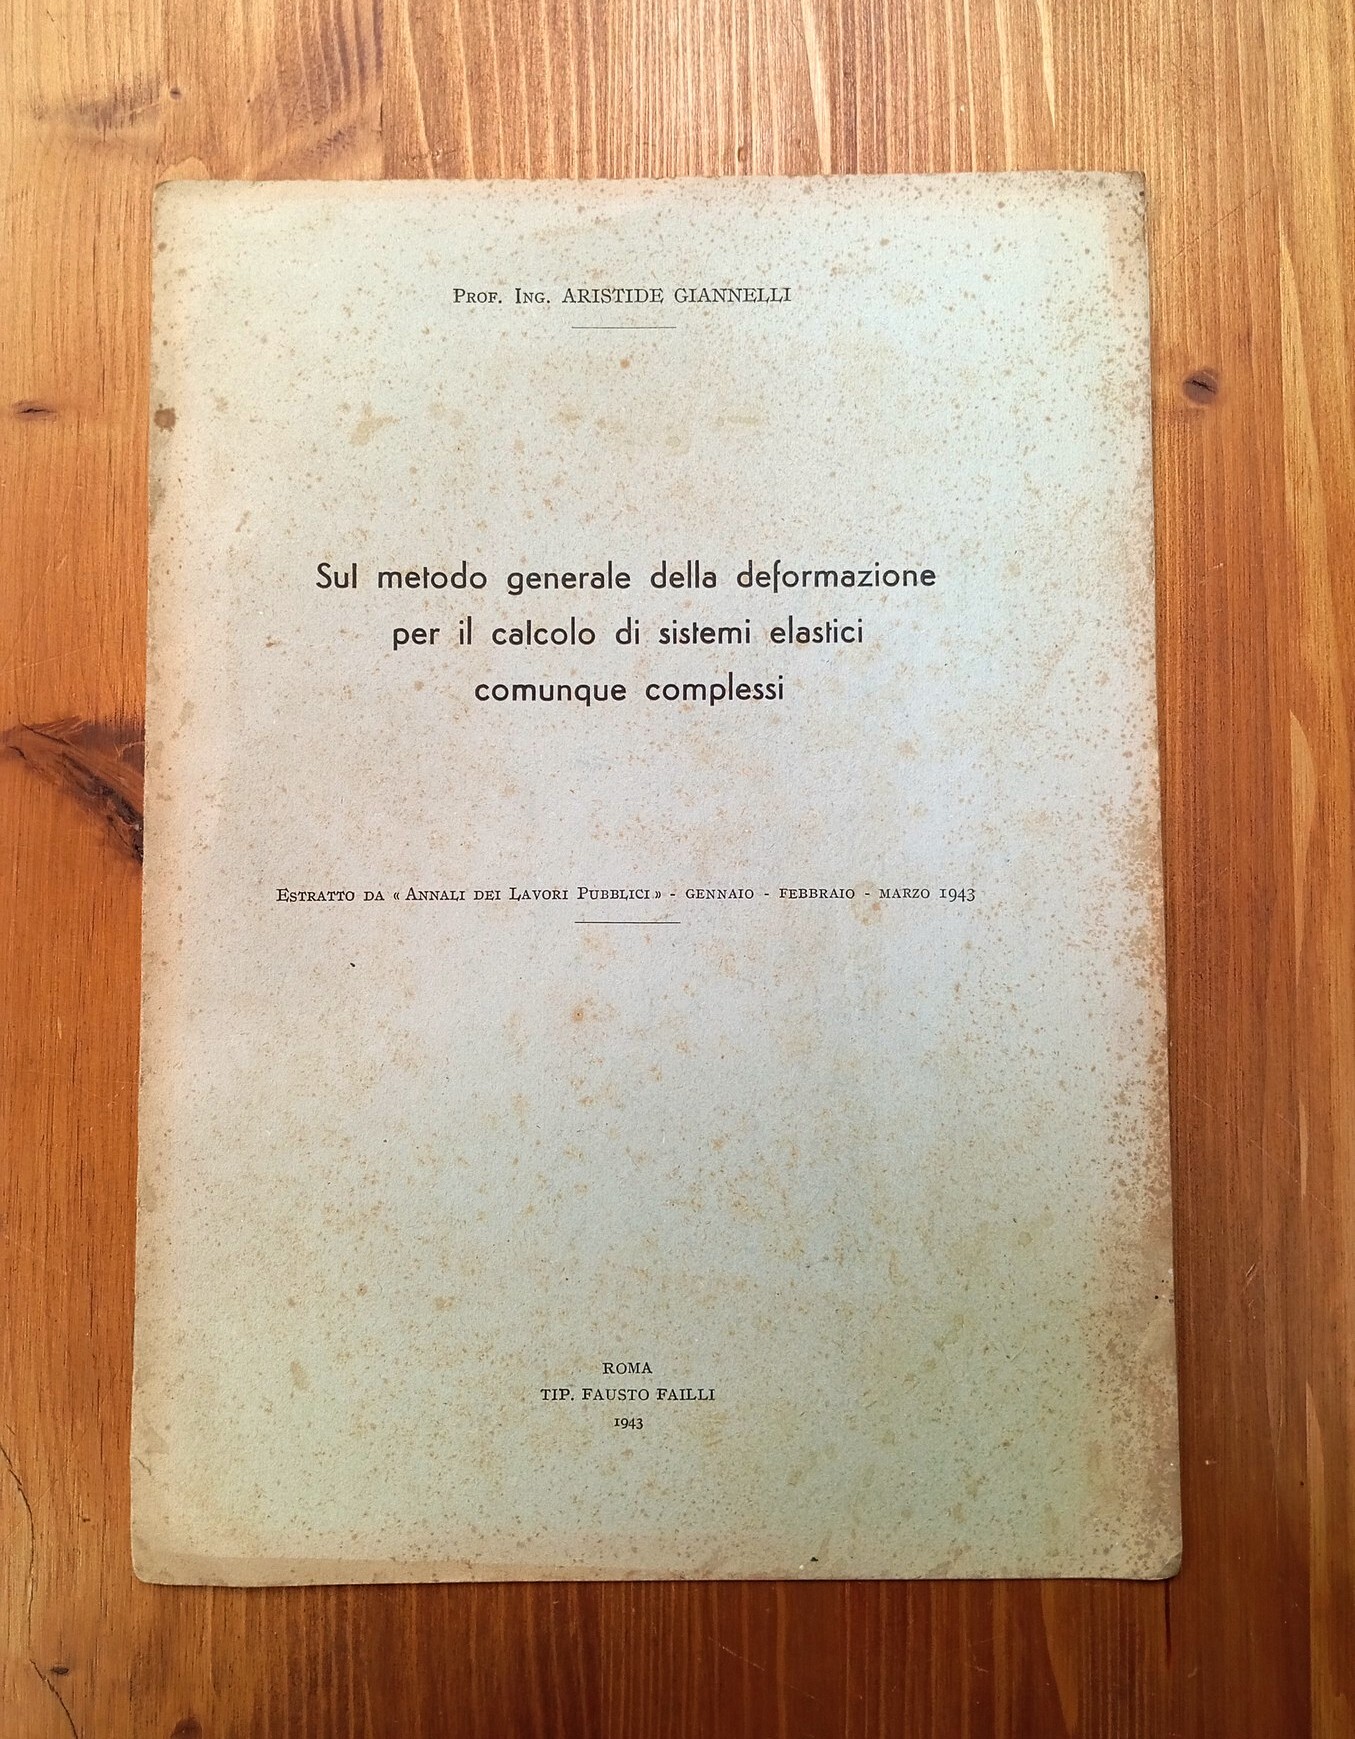 Prof. Ing. ARISTIDE GIANNELLI
Sul metodo generale della deformazione
per il calcolo di sistemi elastici
comunque complessi
Estratto da « Annali dei Lavori Pubblici » - gennaio - febbraio - marzo 1943
ROMA
TIP. FAUSTO FAILLI
1943